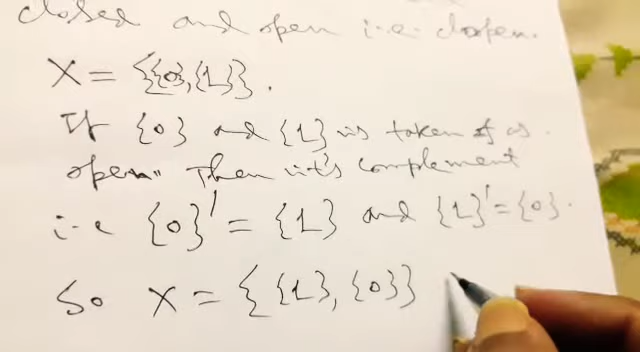 closed and open i.e. clopen.
X = {{0}, {1}}.
If {0} and {1} is taken as
open. Then it's complement
i.e {0}' = {1} and {1}' = {0}.
So X = {{1}, {0}}